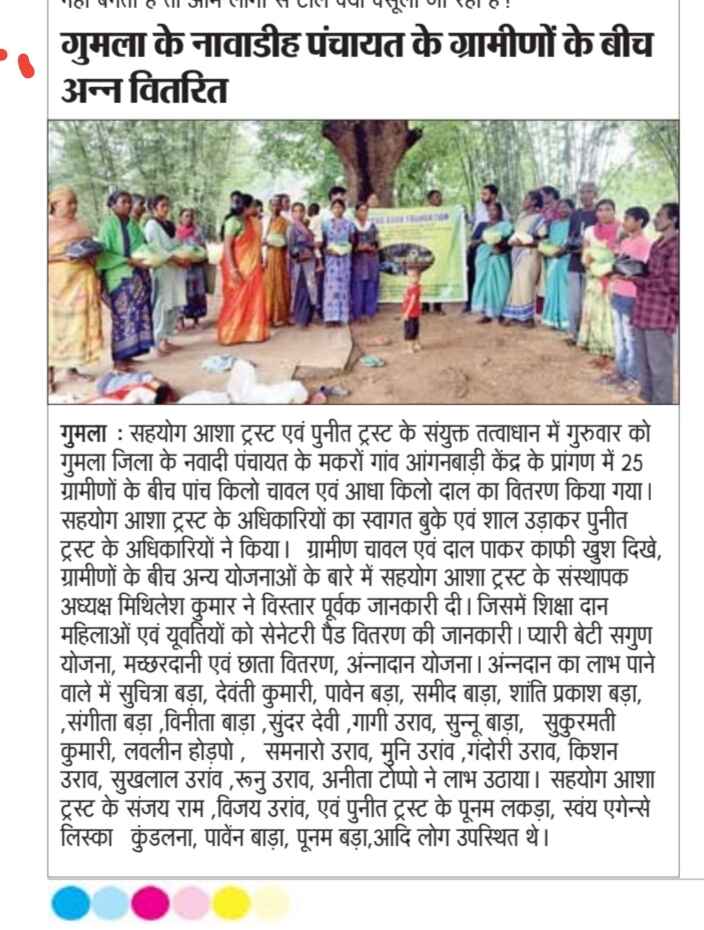 गुमला के नावाडीह पंचायत के ग्रामीणों के बीच
अन्न वितरित
FOUNDATION
गुमला : सहयोग आशा ट्रस्ट एवं पुनीत ट्रस्ट के संयुक्त तत्वाधान में गुरुवार को
गुमला जिला के नवादी पंचायत के मकरों गांव आंगनबाड़ी केंद्र के प्रांगण में 25
ग्रामीणों के बीच पांच किलो चावल एवं आधा किलो दाल का वितरण किया गया।
सहयोग आशा ट्रस्ट के अधिकारियों का स्वागत बुके एवं शाल उड़ाकर पुनीत
ट्रस्ट के अधिकारियों ने किया। ग्रामीण चावल एवं दाल पाकर काफी खुश दिखे,
ग्रामीणों के बीच अन्य योजनाओं के बारे में सहयोग आशा ट्रस्ट के संस्थापक
अध्यक्ष मिथिलेश कुमार ने विस्तार पूर्वक जानकारी दी। जिसमें शिक्षा दान
महिलाओं एवं यूवतियों को सेनेटरी पैड वितरण की जानकारी। प्यारी बेटी सगुण
योजना, मच्छरदानी एवं छाता वितरण, अंन्नादान योजना। अंन्नदान का लाभ पाने
वाले में सुचित्रा बड़ा, देवंती कुमारी, पावेन बड़ा, समीद बाड़ा, शांति प्रकाश बड़ा,
,संगीता बड़ा ,विनीता बाड़ा ,सुंदर देवी ,गागी उराव, सुन्नू बाड़ा, सुकुरमती
कुमारी, लवलीन होड़पो , समनारो उराव, मुनि उरांव ,गंदोरी उराव, किशन
उराव, सुखलाल उरांव ,रूनु उराव, अनीता टोप्पो ने लाभ उठाया। सहयोग आशा
ट्रस्ट के संजय राम ,विजय उरांव, एवं पुनीत ट्रस्ट के पूनम लकड़ा, स्वंय एगेन्से
लिस्का कुंडलना, पावेंन बाड़ा, पूनम बड़ा,आदि लोग उपस्थित थे।